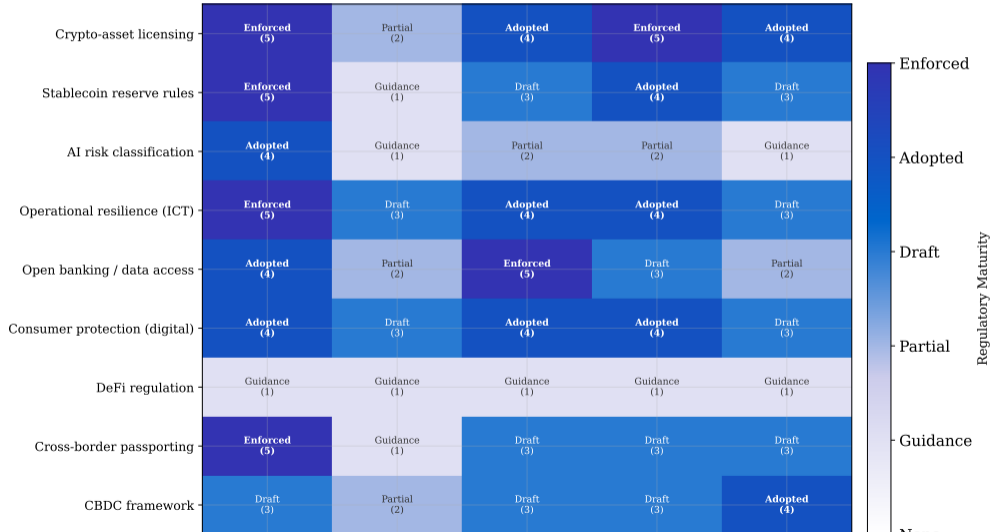 Crypto-asset licensing
Enforced
(5)
Partial
(2)
Adopted
(4)
Enforced
(5)
Adopted
(4)
Stablecoin reserve rules
Enforced
(5)
Guidance
(1)
Draft
(3)
Adopted
(4)
Draft
(3)
AI risk classification
Adopted
(4)
Guidance
(1)
Partial
(2)
Partial
(2)
Guidance
(1)
Operational resilience (ICT)
Enforced
(5)
Draft
(3)
Adopted
(4)
Adopted
(4)
Draft
(3)
Open banking / data access
Adopted
(4)
Partial
(2)
Enforced
(5)
Draft
(3)
Partial
(2)
Consumer protection (digital)
Adopted
(4)
Draft
(3)
Adopted
(4)
Adopted
(4)
Draft
(3)
DeFi regulation
Guidance
(1)
Guidance
(1)
Guidance
(1)
Guidance
(1)
Guidance
(1)
Cross-border passporting
Enforced
(5)
Guidance
(1)
Draft
(3)
Draft
(3)
Draft
(3)
CBDC framework
Draft
(3)
Partial
(2)
Draft
(3)
Draft
(3)
Adopted
(4)
Enforced
Adopted
Draft
Partial
Guidance
Regulatory Maturity